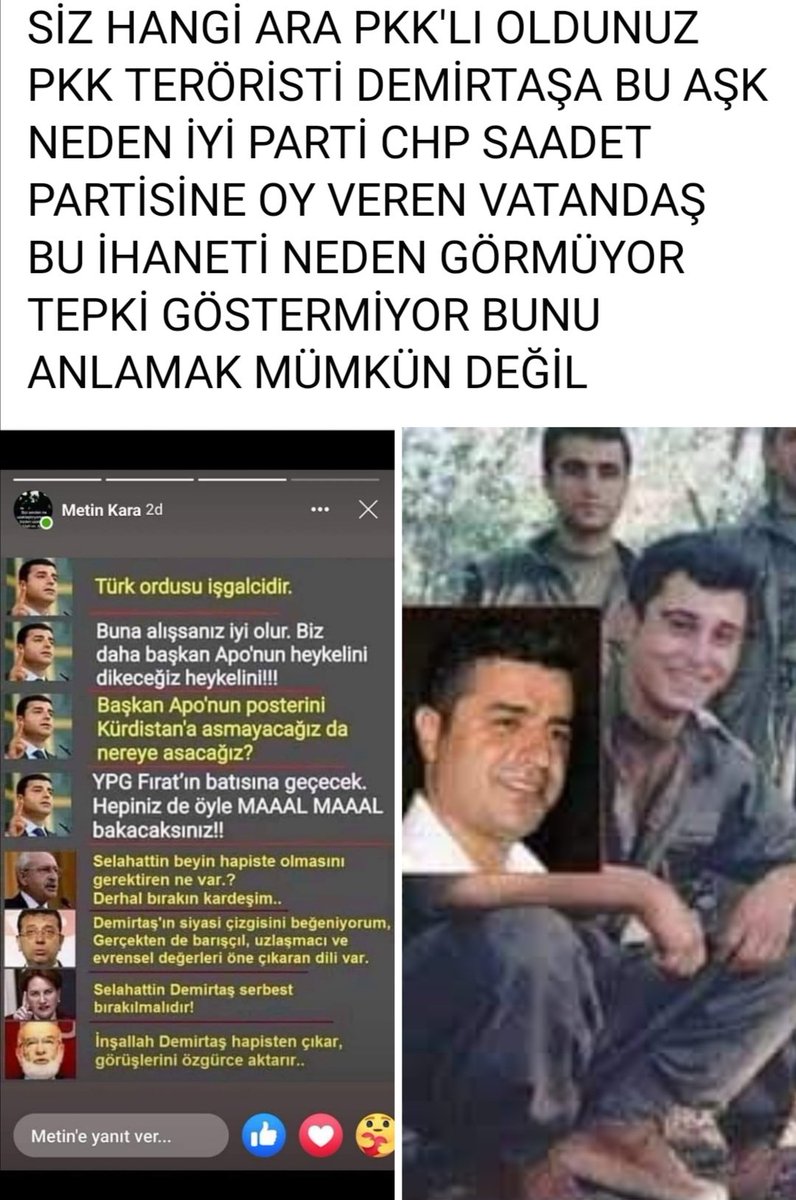 SİZ HANGİ ARA PKK'LI OLDUNUZ
PKK TERÖRİSTİ DEMİRTAŞA BU AŞK
NEDEN İYİ PARTİ CHP SAADET
PARTİSİNE OY VEREN VATANDAŞ
BU İHANETİ NEDEN GÖRMÜYOR
TEPKİ GÖSTERMİYOR BUNU
ANLAMAK MÜMKÜN DEĞİL
Metin Kara 2d
Türk ordusu işgalcidir.
Buna alışsanız iyi olur. Biz
daha başkan Apo'nun heykelini
dikeceğiz heykelini!!!
Başkan Apo'nun posterini
Kürdistan'a asmayacağız da
nereye asacağız?
YPG Fırat'ın batısına geçecek.
Hepiniz de öyle MAAAL MAAAL
bakacaksınız!!
Selahattin beyin hapiste olmasını
gerektiren ne var.?
Derhal bırakın kardeşim..
Demirtaş'ın siyasi çizgisini beğeniyorum,
Gerçekten de barışçıl, uzlaşmacı ve
evrensel değerleri öne çıkaran dili var.
Selahattin Demirtaş serbest
bırakılmalıdır!
İnşallah Demirtaş hapisten çıkar,
görüşlerini özgürce aktarır..
Metin'e yanıt ver...